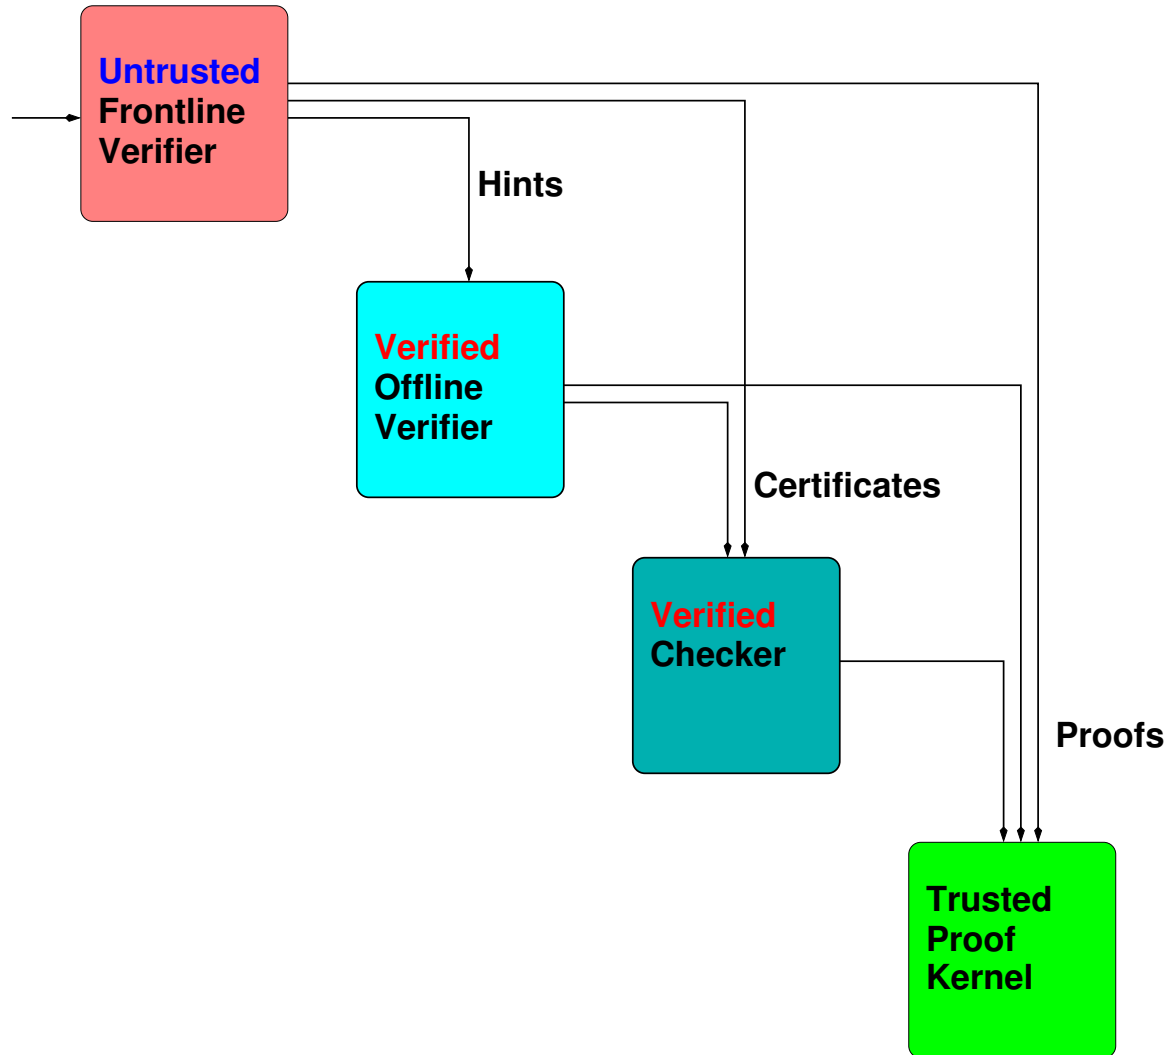 Untrusted
Frontline
Verifier
Hints
Verified
Offline
Verifier
Certificates
Verified
Checker
Proofs
Trusted
Proof
Kernel